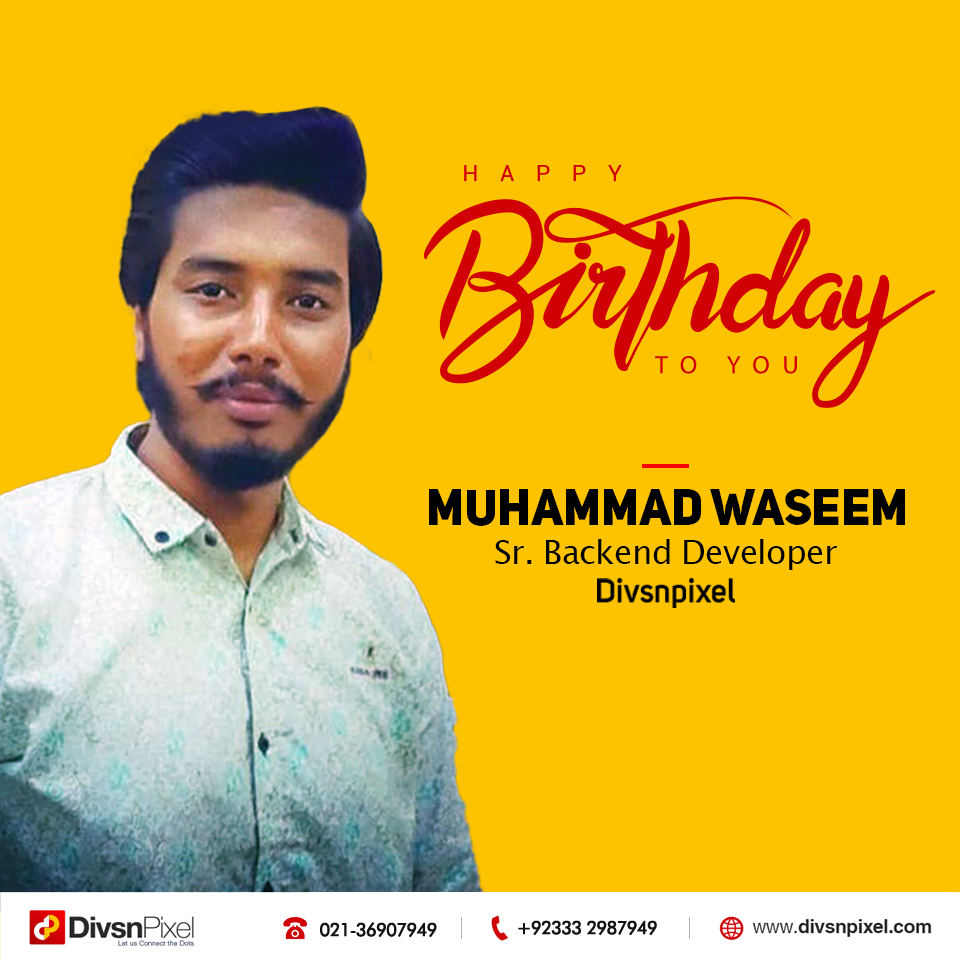 HAPPY
Birthday
TO YOU
MUHAMMAD WASEEM
Sr. Backend Developer
Divsnpixel
DivsnPixel
Let us Connect the Dots
021-36907949
+92333 2987949
www.divsnpixel.com